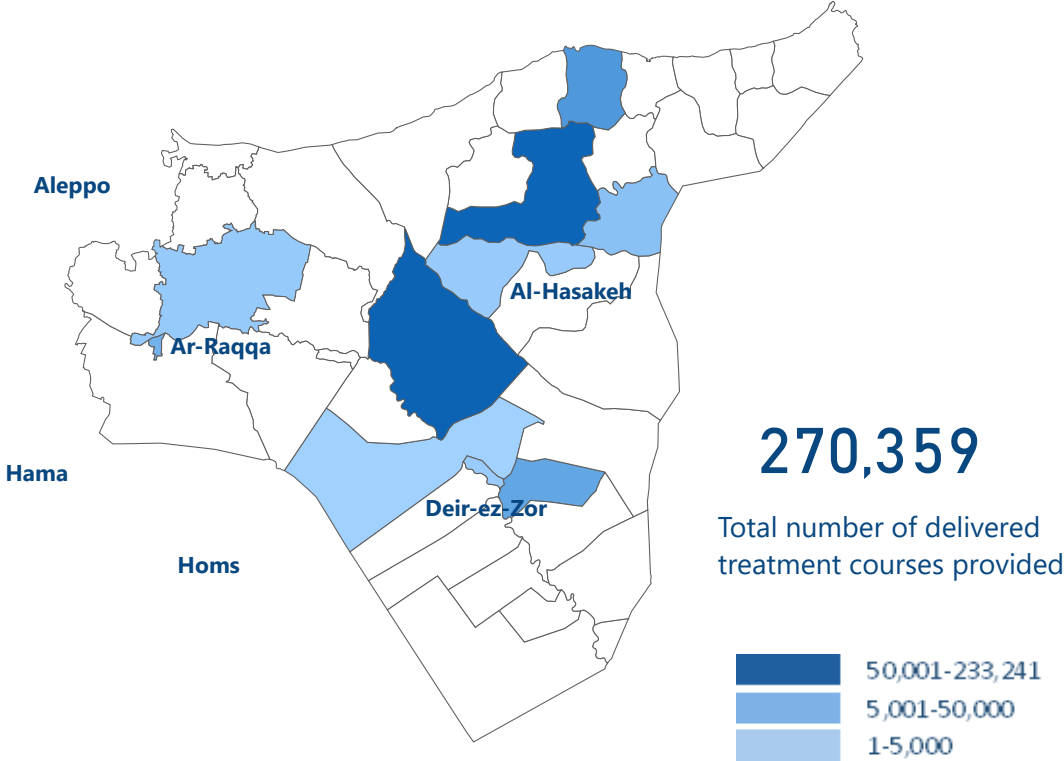 Aleppo
Al-Hasakeh
Ar-Raqqa
Hama
270,359
Deir-ez-Zor
Total number of delivered
treatment courses provided
Homs
50,001-233,241
5,001-50,000
1-5,000